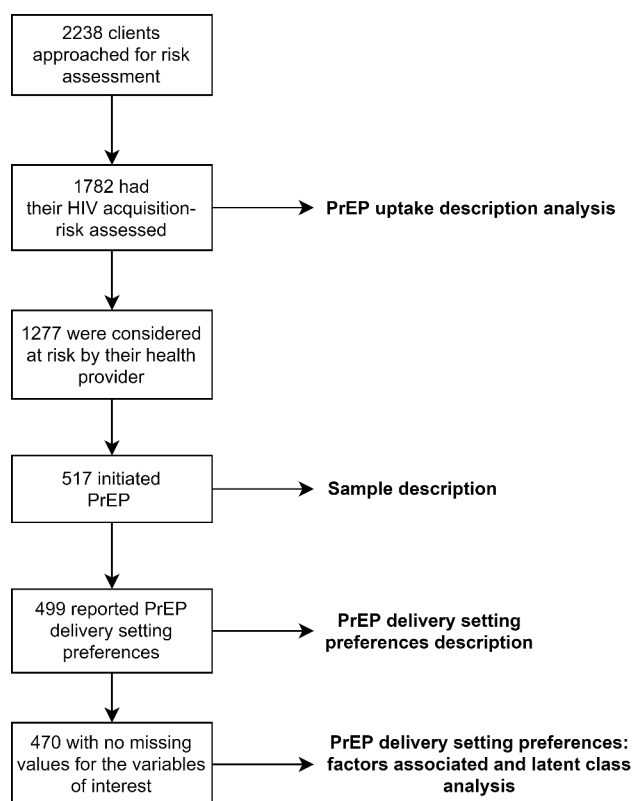 2238 clients
approached for risk
assessment
1782 had
their HIV acquisition-
risk assessed
PrEP uptake description analysis
1277 were considered
at risk by their health
provider
517 initiated
PrEP
Sample description
499 reported PrEP
delivery setting
preferences
PrEP delivery setting
preferences description
470 with no missing
values for the variables
of interest
PrEP delivery setting preferences:
factors associated and latent class
analysis